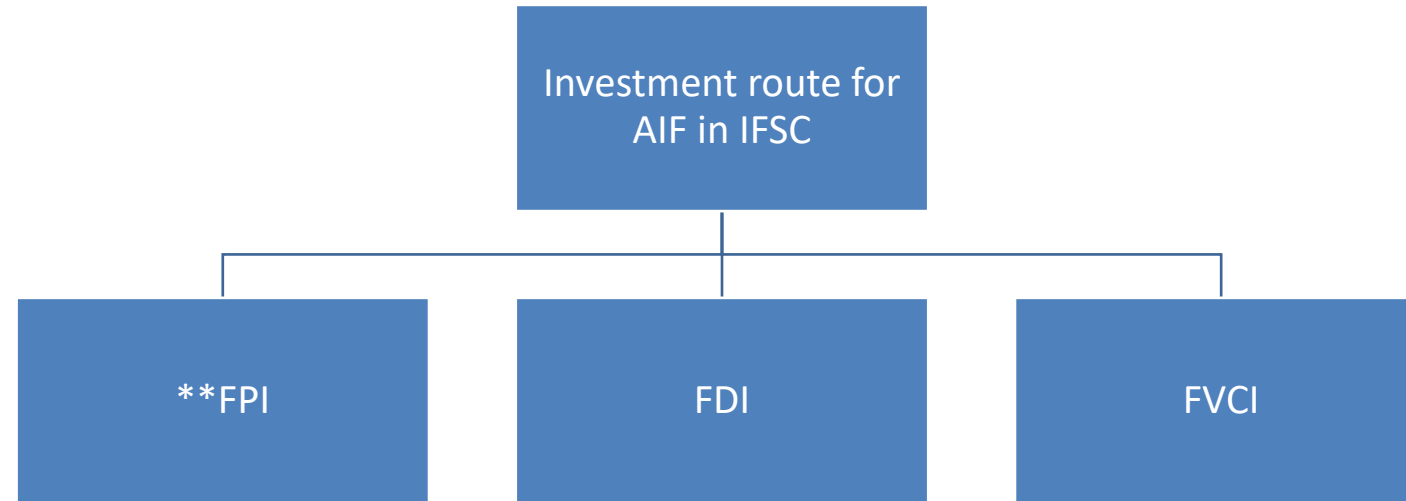 Investment route for
AIF in IFSC
**FPI
FDI
FVCI